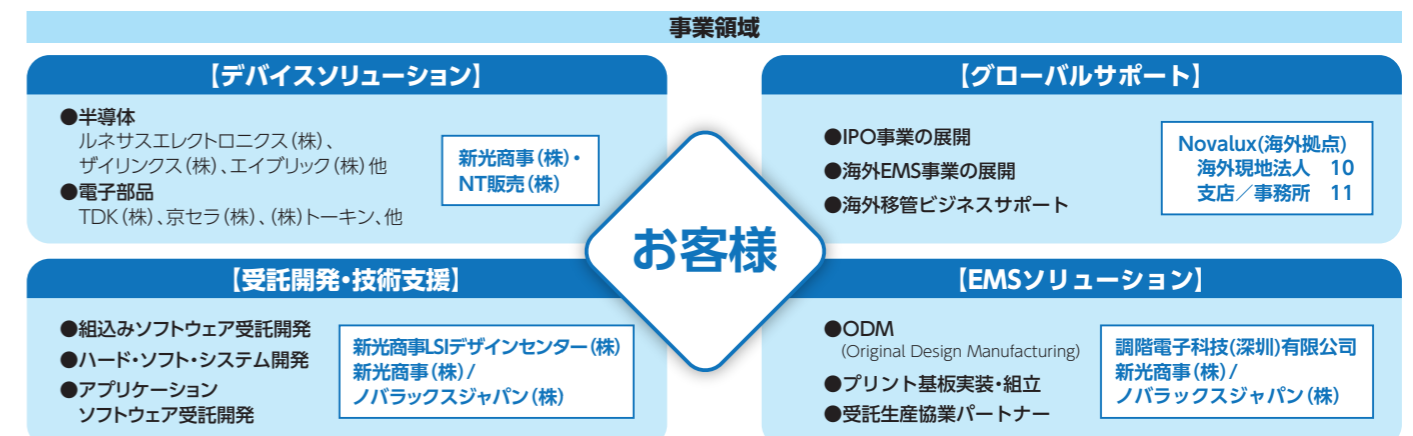 事業領域
【デバイスソリューション】
●半導体
ルネサスエレクトロニクス(株)、
ザイリンクス(株)、エイブリック(株)他
●電子部品
TDK(株)、京セラ(株)、(株)トーキン、他
新光商事(株)・
NT販売(株)
【グローバルサポート】
●IPO事業の展開
●海外EMS事業の展開
●海外移管ビジネスサポート
Novalux(海外拠点)
海外現地法人 10
支店／事務所 11
お客様
【受託開発・技術支援】
●組込みソフトウェア受託開発
●ハード・ソフト・システム開発
●アプリケーション
ソフトウェア受託開発
新光商事LSIデザインセンター(株)
新光商事(株)/
ノバラックスジャパン(株)
【EMSソリューション】
●ODM
(Original Design Manufacturing)
●プリント基板実装・組立
●受託生産協業パートナー
調階電子科技(深圳)有限公司
新光商事(株)/
ノバラックスジャパン(株)